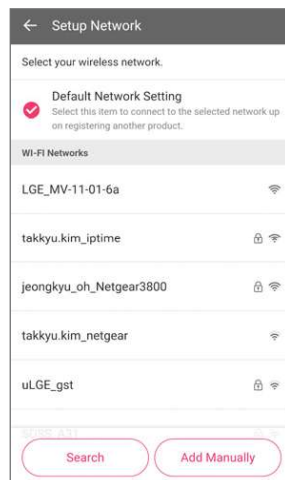 Setup Network
Select your wireless network.
Default Network Setting
Select this item to connect to the selected network up
on registering another product.
WI-FI Networks
LGE_MV-11-01-6a
takkyu.kim_iptime
jeongkyu_oh_Netgear3800
takkyu.kim_netgear
uLGE_gst
Search
Add Manually